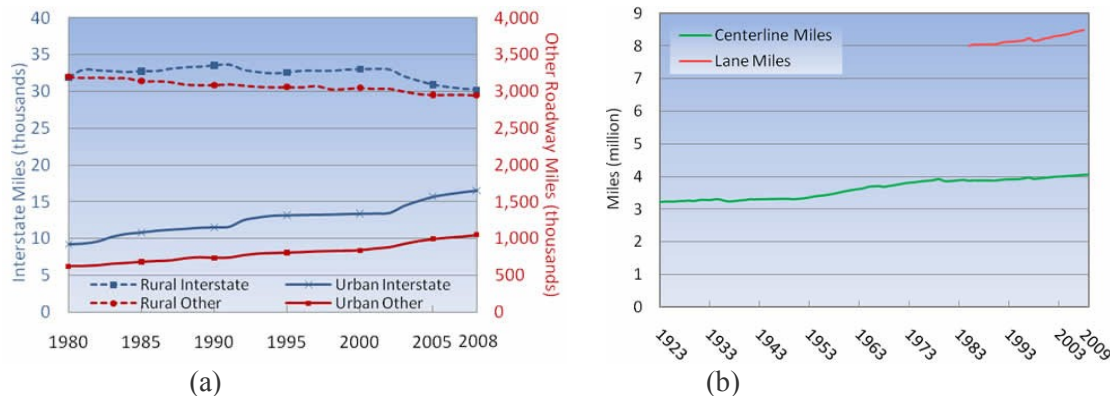 40
35
30
25
20
15
10
5
0
Interstate Miles (thousands)
4,000
3,500
3,000
2,500
2,000
1,500
1,000
500
0
Other Roadway Miles (thousands)
Rural Interstate
Urban Interstate
Rural Other
Urban Other
1980 1985 1990 1995 2000 2005 2008
(a)
9
8
7
6
5
4
3
2
1
0
Miles (million)
Centerline Miles
Lane Miles
1923 1933 1943 1953 1963 1973 1983 1993 2003 2009
(b)